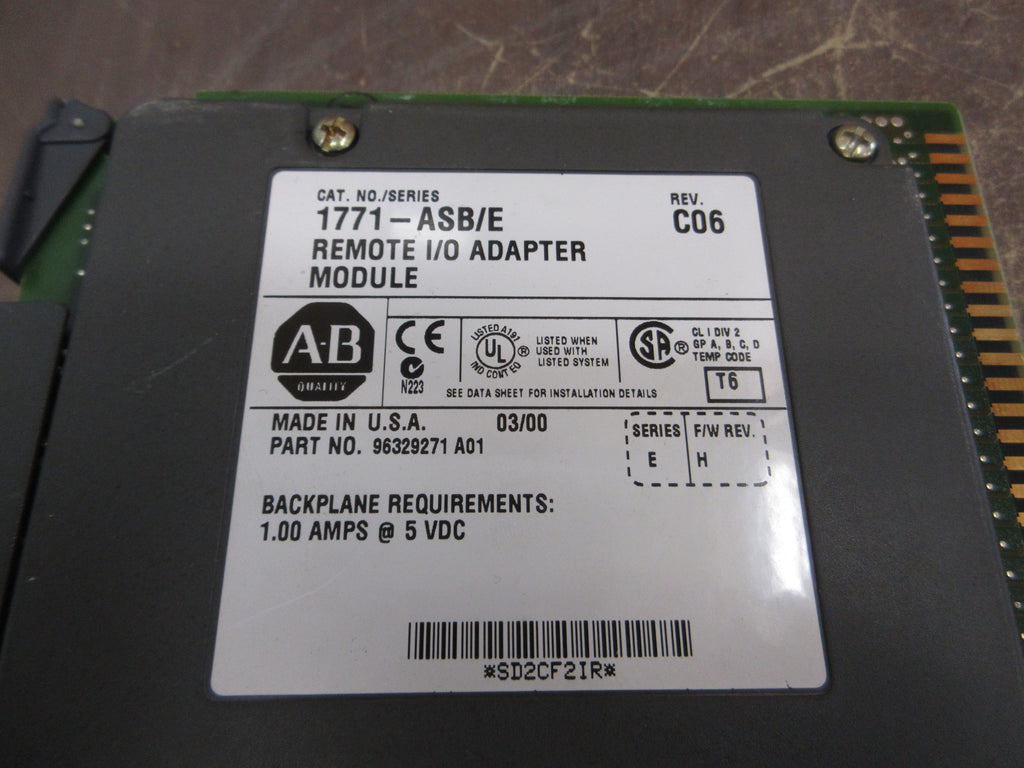 CAT. NO./SERIES
1771-ASB/E
REMOTE I/O ADAPTER
MODULE
REV.
C06
A-B
QUALITY
CE
N223
LISTED A191
UL
IND CONT EQ
®
LISTED WHEN
USED WITH
LISTED SYSTEM
SA ®
CL I DIV 2
GP A, B, C, D
TEMP CODE
T6
SEE DATA SHEET FOR INSTALLATION DETAILS
MADE IN U.S.A. 03/00
PART NO. 96329271 A01
SERIES F/W REV.
E H
BACKPLANE REQUIREMENTS:
1.00 AMPS @ 5 VDC
*SD2CF2IR*